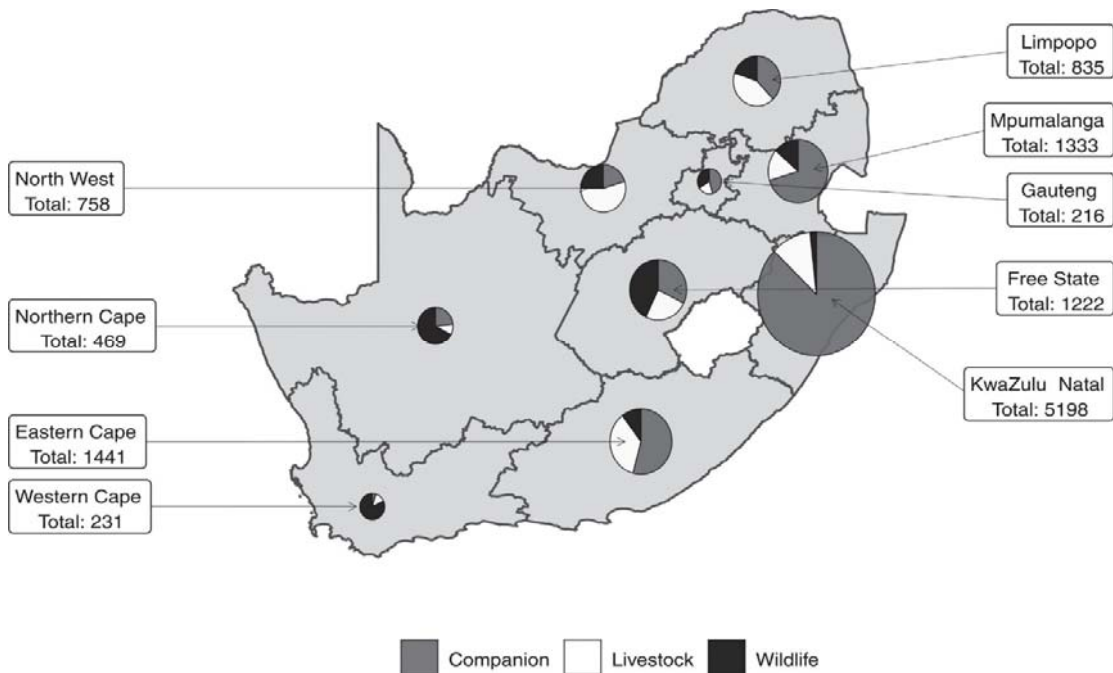 Limpopo
Total: 835
Mpumalanga
Total: 1333
North West
Total: 758
Gauteng
Total: 216
Free State
Total: 1222
Northern Cape
Total: 469
KwaZulu Natal
Total: 5198
Eastern Cape
Total: 1441
Western Cape
Total: 231
Companion Livestock Wildlife